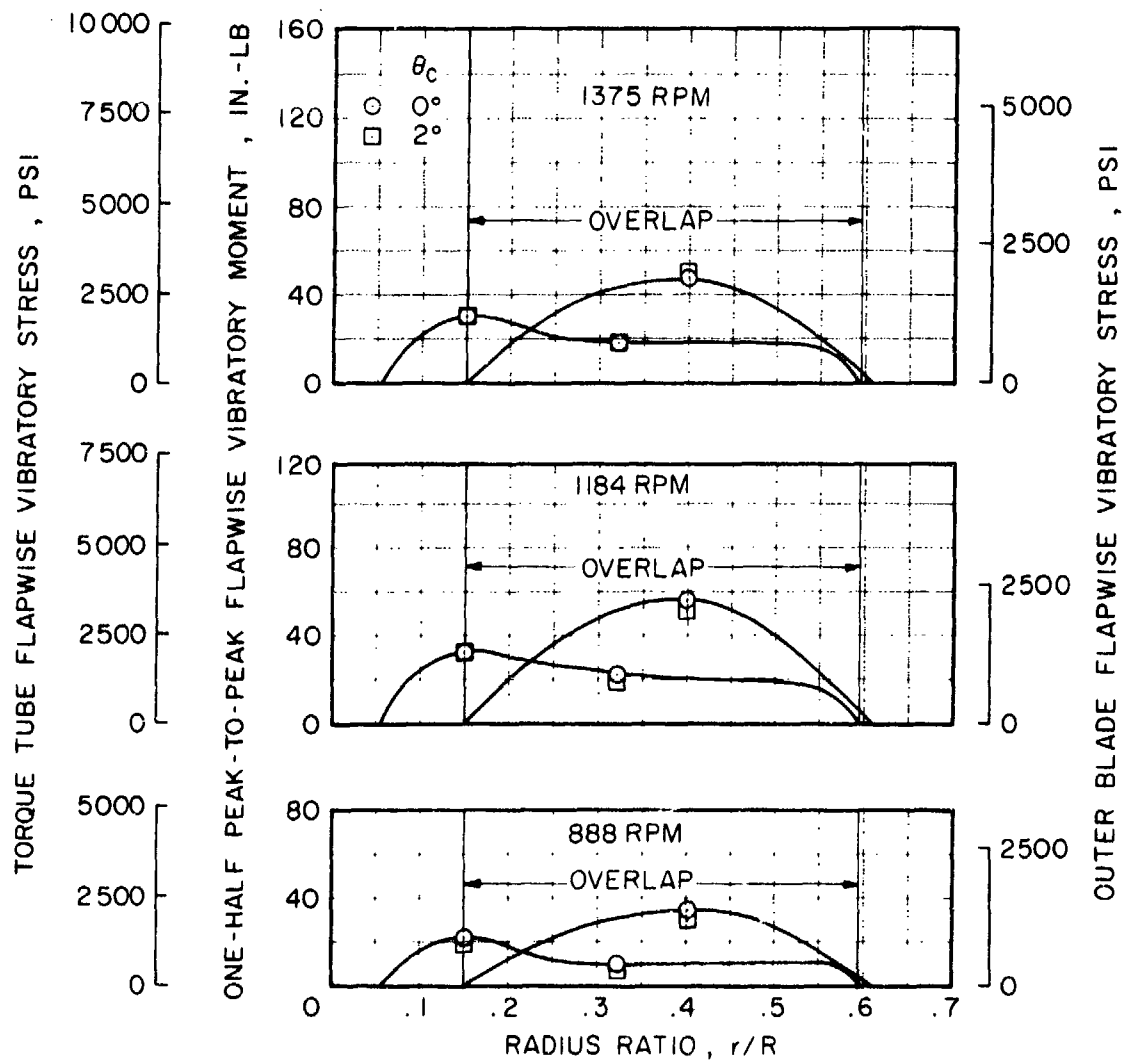 TORQUE TUBE FLAPWISE VIBRATORY STRESS, PSI
10000
7500
5000
2500
0
7500
5000
2500
0
5000
2500
0
ONE-HALF PEAK-TO-PEAK FLAPWISE VIBRATORY MOMENT, IN.-LB
160
120
80
40
0
θC
0°
2°
1375 RPM
OVERLAP
5000
2500
0
120
80
40
0
1184 RPM
OVERLAP
2500
0
80
40
0
888 RPM
OVERLAP
2500
0
0 .1 .2 .3 .4 .5 .6 .7
RADIUS RATIO, r/R
OUTER BLADE FLAPWISE VIBRATORY STRESS, PSI